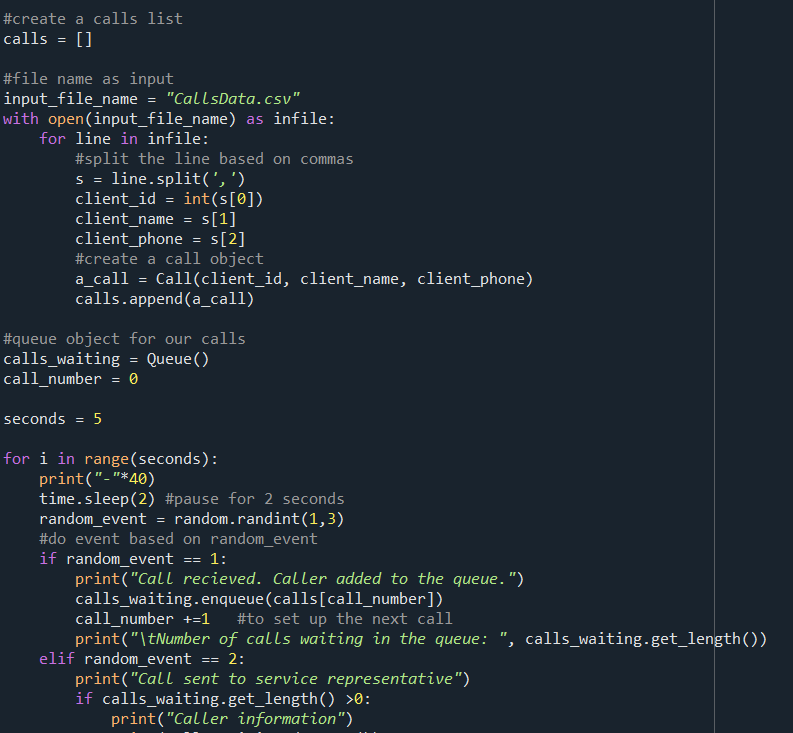 #create a calls list
calls = []
#file name as input
input_file_name = "CallsData.csv"
with open(input_file_name) as infile:
    for line in infile:
        #split the line based on commas
        s = line.split(',')
        client_id = int(s[0])
        client_name = s[1]
        client_phone = s[2]
        #create a call object
        a_call = Call(client_id, client_name, client_phone)
        calls.append(a_call)
#queue object for our calls
calls_waiting = Queue()
call_number = 0
seconds = 5
for i in range(seconds):
    print("-"*40)
    time.sleep(2) #pause for 2 seconds
    random_event = random.randint(1,3)
    #do event based on random_event
    if random_event == 1:
        print("Call recieved. Caller added to the queue.")
        calls_waiting.enqueue(calls[call_number])
        call_number +=1   #to set up the next call
        print("\tNumber of calls waiting in the queue: ", calls_waiting.get_length())
    elif random_event == 2:
        print("Call sent to service representative")
        if calls_waiting.get_length() >0:
            print("Caller information")